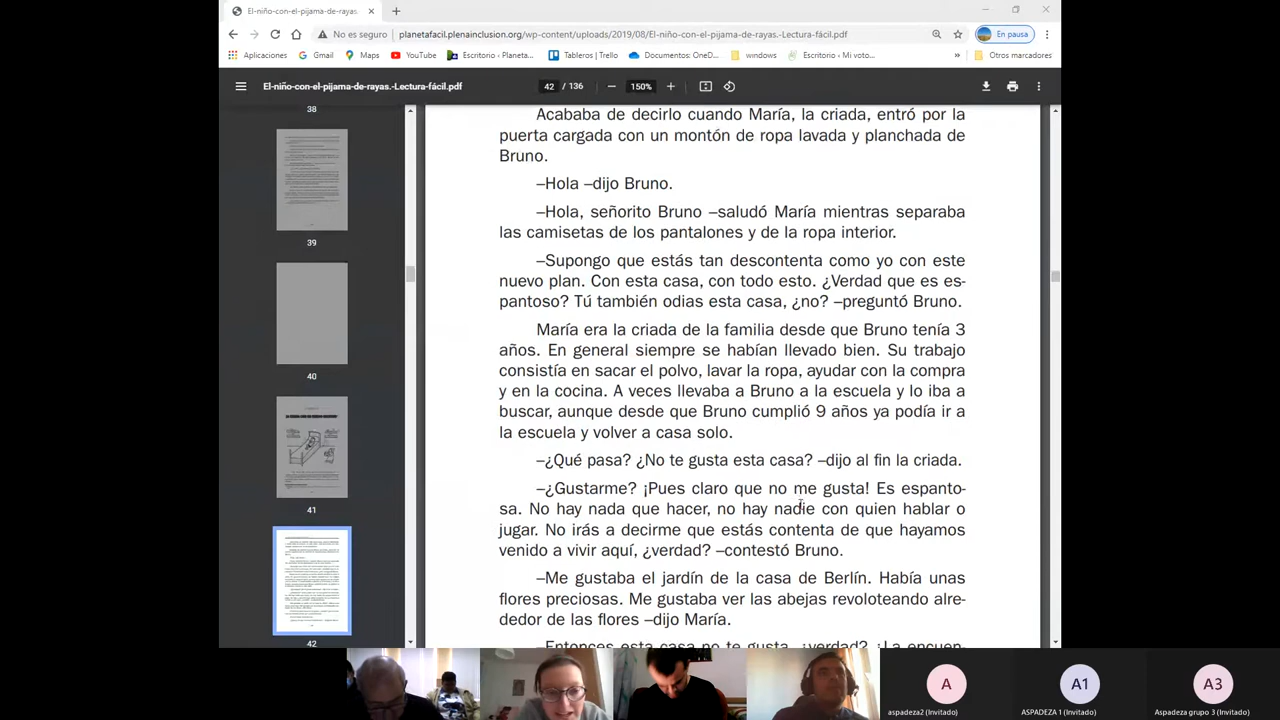 El-niño-con-el-pijama-de-rayas.
No es seguro
planetafacil.plenainclusion.org/wp-content/uploads/2019/08/El-niño-con-el-pijama-de-rayas.-Lectura-fácil.pdf
En pausa
Aplicaciones
Gmail
Maps
YouTube
Escritorio - Planeta...
Tableros | Trello
Documentos: OneD...
windows
Escritorio | Mi voto...
»
Otros marcadores
El-niño-con-el-pijama-de-rayas.-Lectura-fácil.pdf
42 / 136
150%
38
39
40
41
42
Acababa de decirlo cuando María, la criada, entró por la
puerta cargada con un montón de ropa lavada y planchada de
Bruno.
–Hola –dijo Bruno.
–Hola, señorito Bruno –saludó María mientras separaba
las camisetas de los pantalones y de la ropa interior.
–Supongo que estás tan descontenta como yo con este
nuevo plan. Con esta casa, con todo esto. ¿Verdad que es es-
pantoso? Tú también odias esta casa, ¿no? –preguntó Bruno.
María era la criada de la familia desde que Bruno tenía 3
años. En general siempre se habían llevado bien. Su trabajo
consistía en sacar el polvo, lavar la ropa, ayudar con la compra
y en la cocina. A veces llevaba a Bruno a la escuela y lo iba a
buscar, aunque desde que Bruno cumplió 9 años ya podía ir a
la escuela y volver a casa solo.
–¿Qué pasa? ¿No te gusta esta casa? –dijo al fin la criada.
–¿Gustarme? ¡Pues claro que no me gusta! Es espanto-
sa. No hay nada que hacer, no hay nadie con quien hablar o
jugar. No irás a decirme que estás contenta de que hayamos
venido a vivir aquí, ¿verdad? –contestó Bruno.
–Me gustaba el jardín de la casa de Berlín. Había unas
flores preciosas. Me gustaba ver las abejas revoloteando alre-
dedor de las flores –dijo María.
–Entonces esta casa no te gusta, ¿verdad? ¿La encuen-
A
aspadeza2 (Invitado)
A1
ASPADEZA 1 (Invitado)
A3
Aspadeza grupo 3 (Invitado)